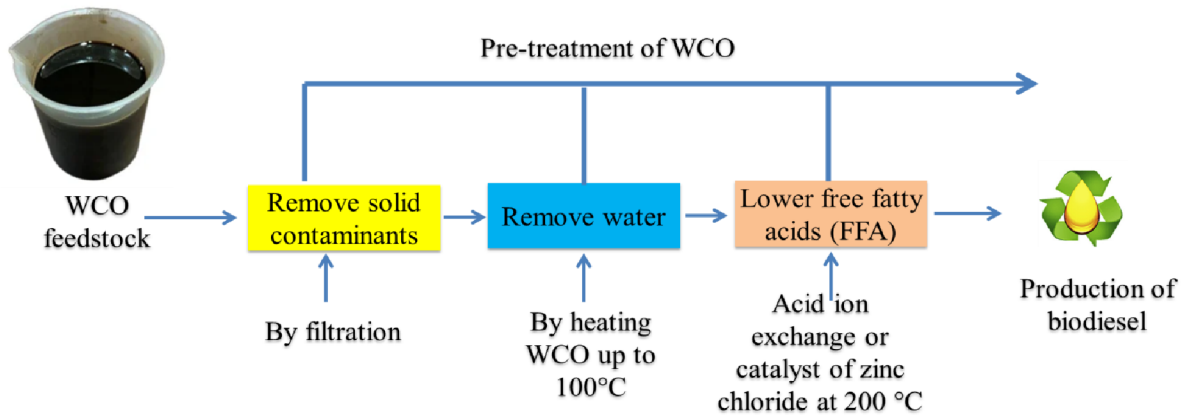 Pre-treatment of WCO
WCO
feedstock
Remove solid
contaminants
Remove water
Lower free fatty
acids (FFA)
By filtration
By heating
WCO up to
100°C
Acid ion
exchange or
catalyst of zinc
chloride at 200 °C
Production of
biodiesel